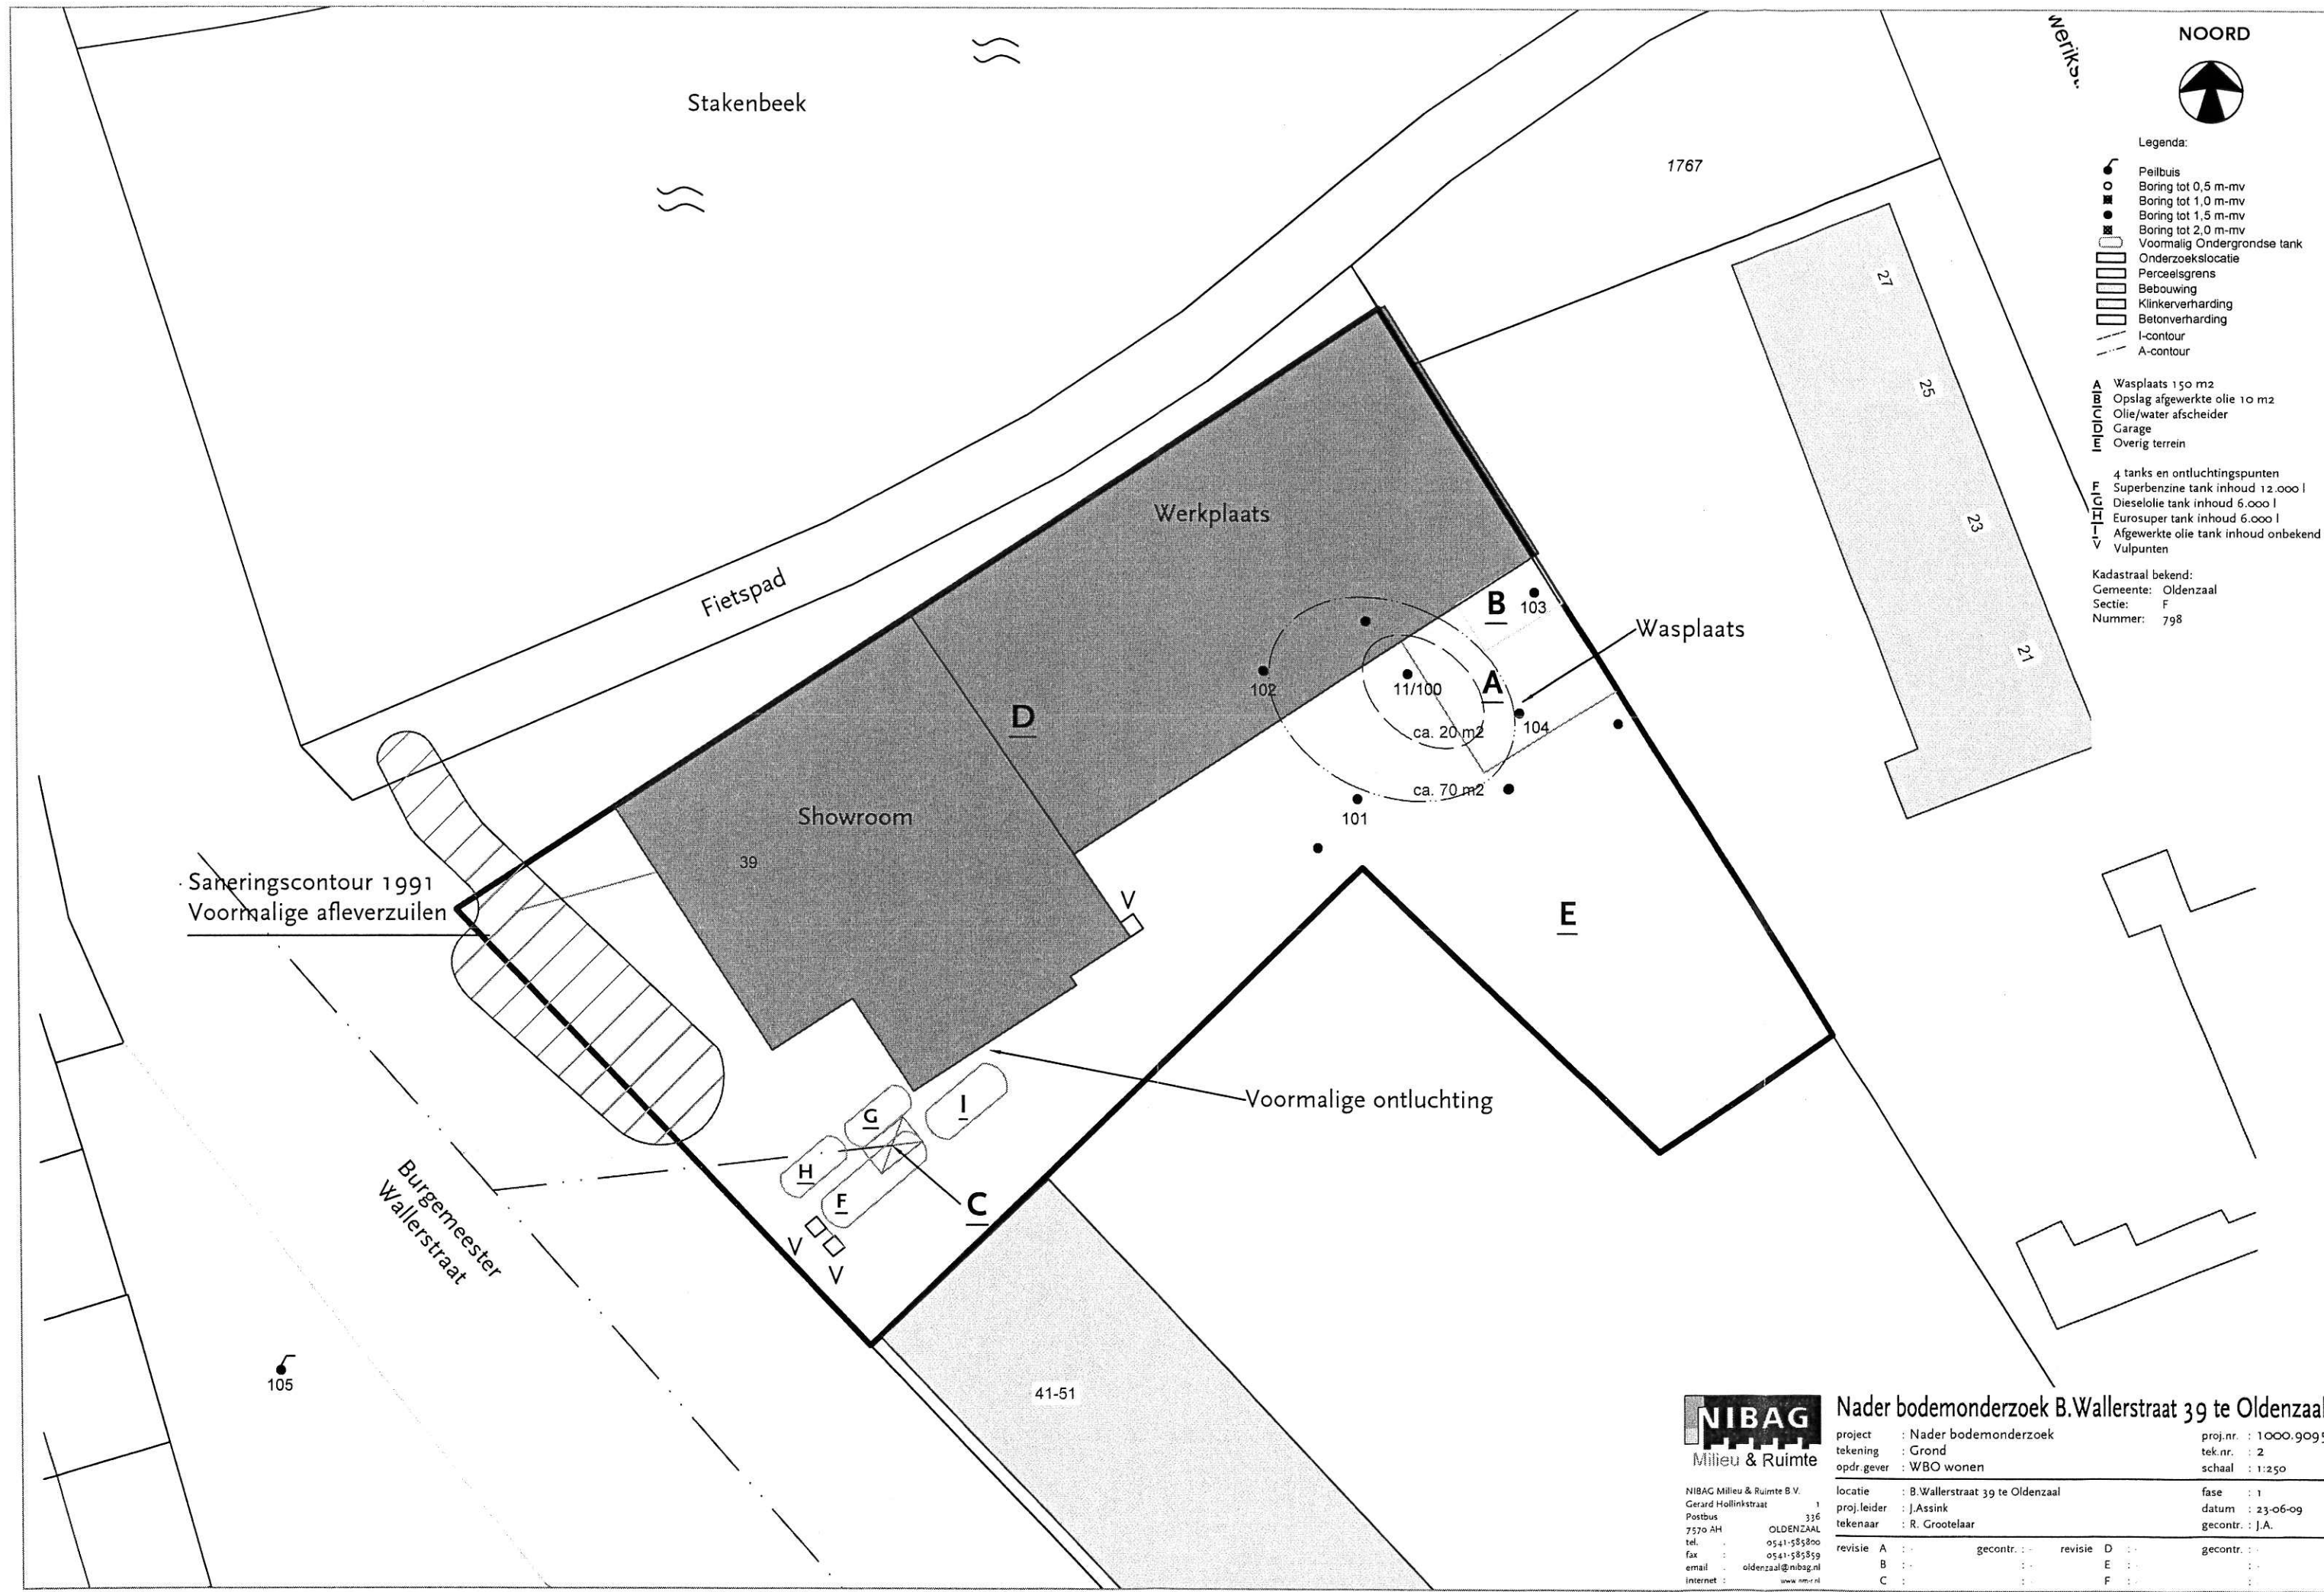 Stakenbeek
1767
NOORD
Legenda:
Peilbuis
Boring tot 0,5 m-mv
Boring tot 1,0 m-mv
Boring tot 1,5 m-mv
Boring tot 2,0 m-mv
Voormalig Ondergrondse tank
Onderzoekslocatie
Perceelsgrens
Bebouwing
Klinkerverharding
Betonverharding
I-contour
A-contour
A Wasplaats 150 m2
B Opslag afgewerkte olie 10 m2
C Olie/water afscheider
D Garage
E Overig terrein
4 tanks en ontluchtingspunten
F Superbenzine tank inhoud 12.000 l
G Dieselolie tank inhoud 6.000 l
H Eurosuper tank inhoud 6.000 l
I Afgewerkte olie tank inhoud onbekend
V Vulpunten
Kadastraal bekend:
Gemeente: Oldenzaal
Sectie: F
Nummer: 798
27
25
23
21
Werkplaats
Fietspad
B
103
Wasplaats
102
11/100
A
104
ca. 20 m2
D
ca. 70 m2
101
Showroom
39
Saneringscontour 1991
Voormalige afleverzuilen
V
E
Voormalige ontluchting
G
I
H
F
C
V
V
Burgemeester
Wallerstraat
105
41-51
NIBAG
Milieu & Ruimte
NIBAG Milieu & Ruimte B.V.
Gerard Hollinkstraat 1
Postbus 336
7570 AH OLDENZAAL
tel. : 0541-585800
fax : 0541-585859
email : oldenzaal@nibag.nl
internet : www.nm-r.nl
Nader bodemonderzoek B.Wallerstraat 39 te Oldenzaal
project : Nader bodemonderzoek proj.nr. : 1000.9095
tekening : Grond tek.nr. : 2
opdr.gever : WBO wonen schaal : 1:250
locatie : B.Wallerstraat 39 te Oldenzaal fase : 1
proj.leider : J.Assink datum : 23-06-09
tekenaar : R. Grootelaar gecontr. : J.A.
revisie A : - gecontr. : - revisie D : - gecontr. : -
B : - : - E : - : -
C : : - F : - :